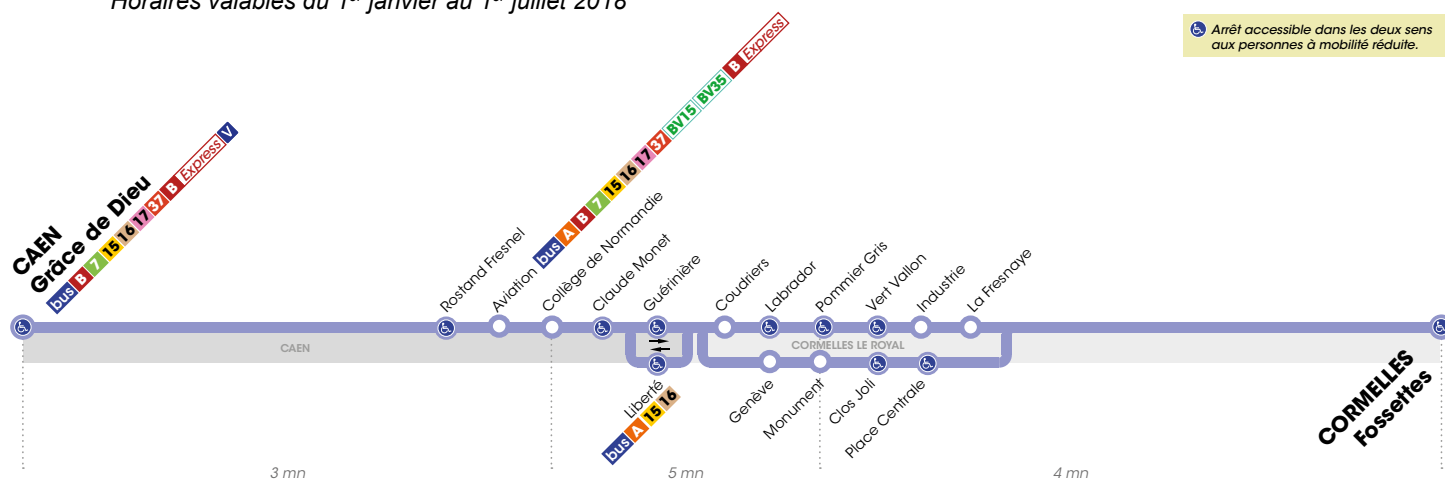 Horaires valables du 1er janvier au 1er juillet 2018
Arrêt accessible dans les deux sens
aux personnes à mobilité réduite.
CAEN
Grâce de Dieu
bus B 7 15 16 17 37 B Express V
Rostand Fresnel
Aviation
bus A B 7 15 16 17 37 BV15 BV35 B Express
Collège de Normandie
Claude Monet
Guérinière
Coudriers
Labrador
Pommier Gris
Vert Vallon
Industrie
La Fresnaye
CAEN
CORMELLES LE ROYAL
Liberté
bus A 15 16
Genève
Monument
Clos Joli
Place Centrale
CORMELLES
Fossettes
3 mn
5 mn
4 mn